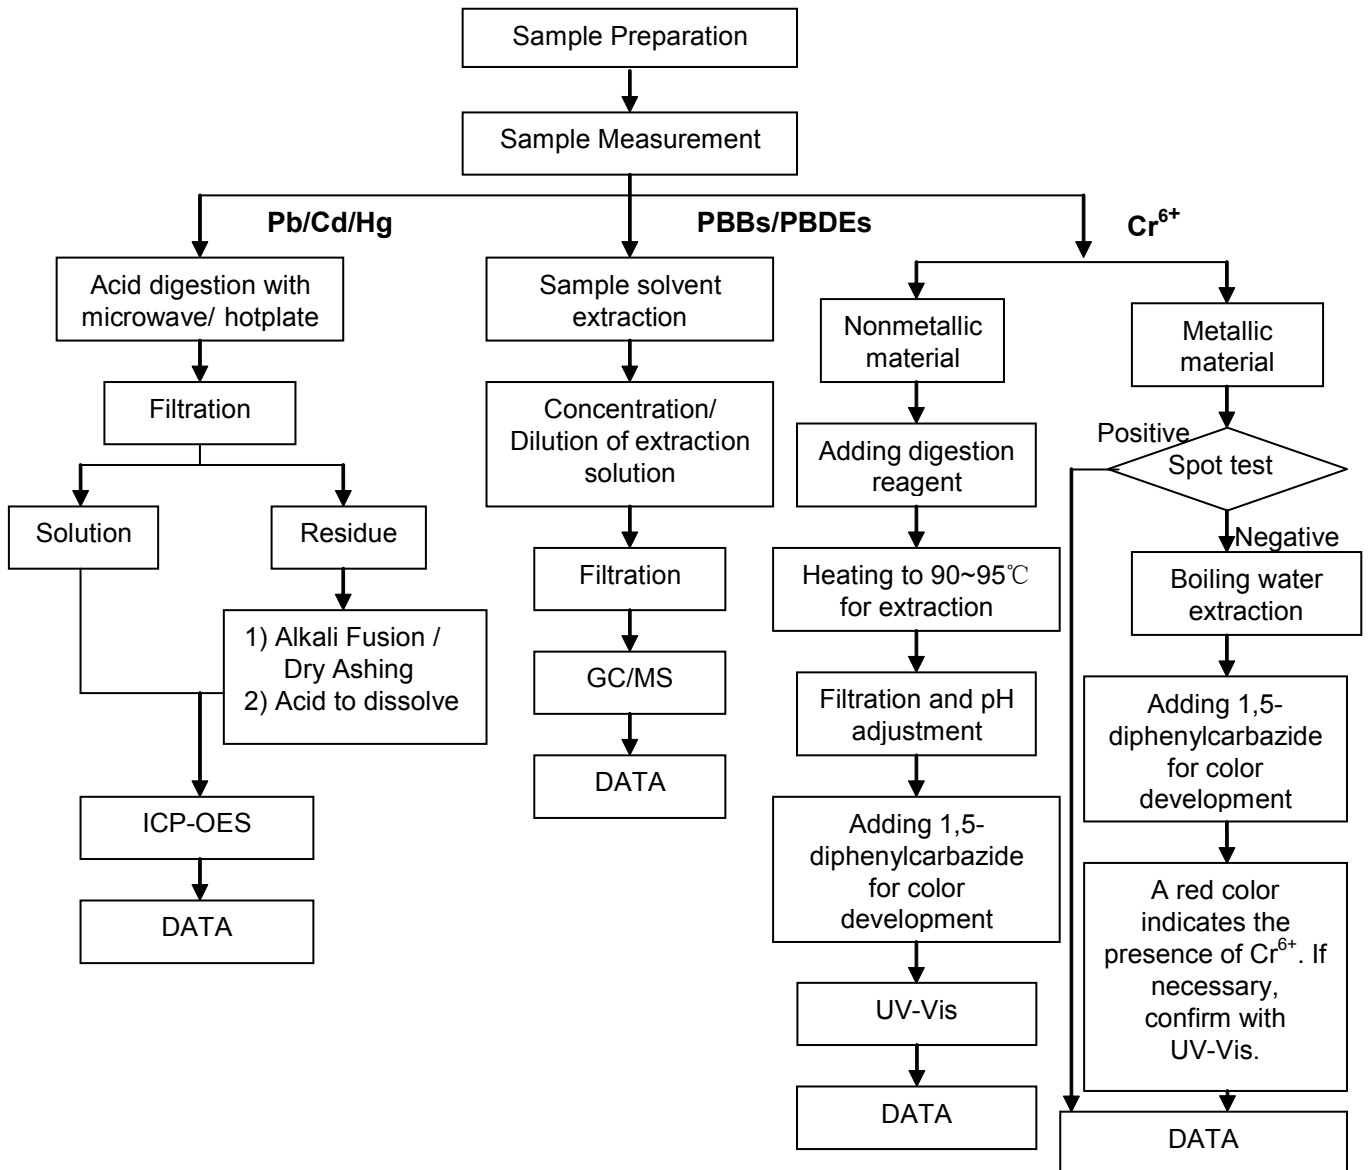 Sample Preparation
Sample Measurement
Pb/Cd/Hg
PBBs/PBDEs
Cr⁶⁺
Acid digestion with
microwave/ hotplate
Filtration
Solution
Residue
1) Alkali Fusion /
Dry Ashing
2) Acid to dissolve
ICP-OES
DATA
Sample solvent
extraction
Concentration/
Dilution of extraction
solution
Filtration
GC/MS
DATA
Nonmetallic
material
Adding digestion
reagent
Heating to 90~95℃
for extraction
Filtration and pH
adjustment
Adding 1,5-
diphenylcarbazide
for color
development
UV-Vis
DATA
Metallic
material
Positive
Spot test
Negative
Boiling water
extraction
Adding 1,5-
diphenylcarbazide
for color
development
A red color
indicates the
presence of Cr⁶⁺. If
necessary,
confirm with
UV-Vis.
DATA